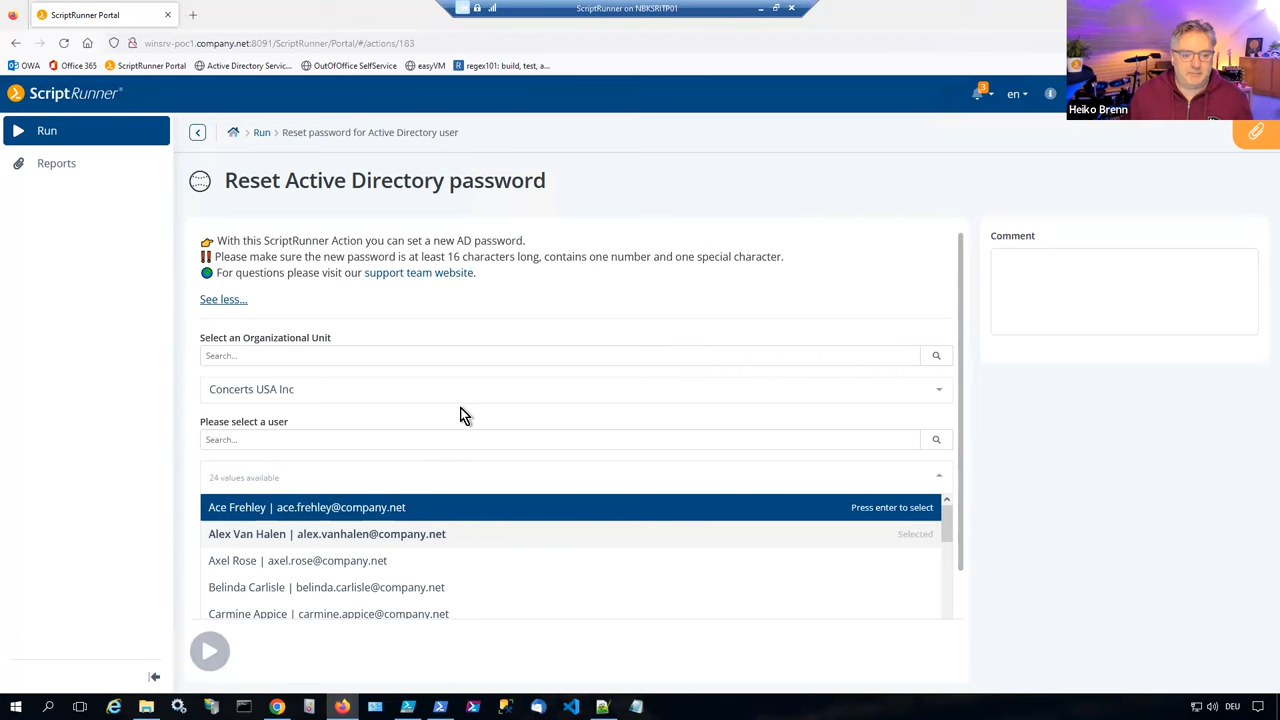 ScriptRunner Portal
ScriptRunner on NBKSRITP01
winsrv-poc1.company.net:8091/ScriptRunner/Portal/#/actions/183
OWA
Office 365
ScriptRunner Portal
Active Directory Servic...
OutOfOffice SelfService
easyVM
regex101: build, test, a...
ScriptRunner®
3
en
Heiko Brenn
Run
Reports
Run > Reset password for Active Directory user
Reset Active Directory password
With this ScriptRunner Action you can set a new AD password.
Please make sure the new password is at least 16 characters long, contains one number and one special character.
For questions please visit our support team website.
See less...
Select an Organizational Unit
Search...
Concerts USA Inc
Please select a user
Search...
24 values available
Ace Frehley | ace.frehley@company.net
Press enter to select
Alex Van Halen | alex.vanhalen@company.net
Selected
Axel Rose | axel.rose@company.net
Belinda Carlisle | belinda.carlisle@company.net
Carmine Appice | carmine.appice@company.net
Comment
DEU